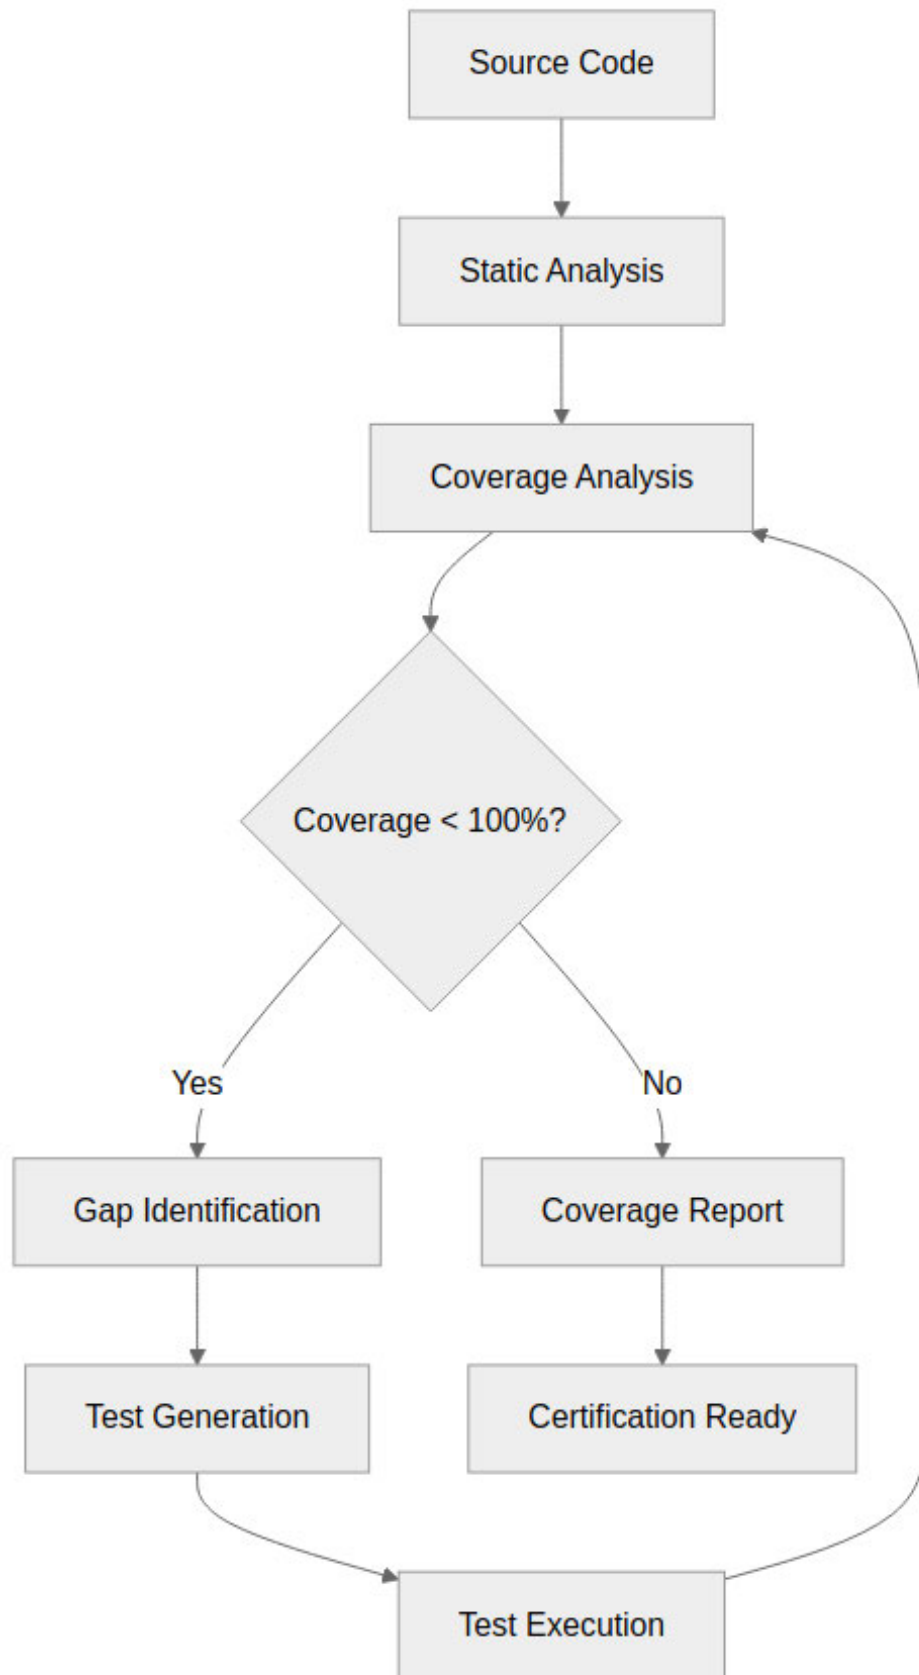 Source Code
Static Analysis
Coverage Analysis
Coverage < 100%?
Yes
No
Gap Identification
Coverage Report
Test Generation
Certification Ready
Test Execution